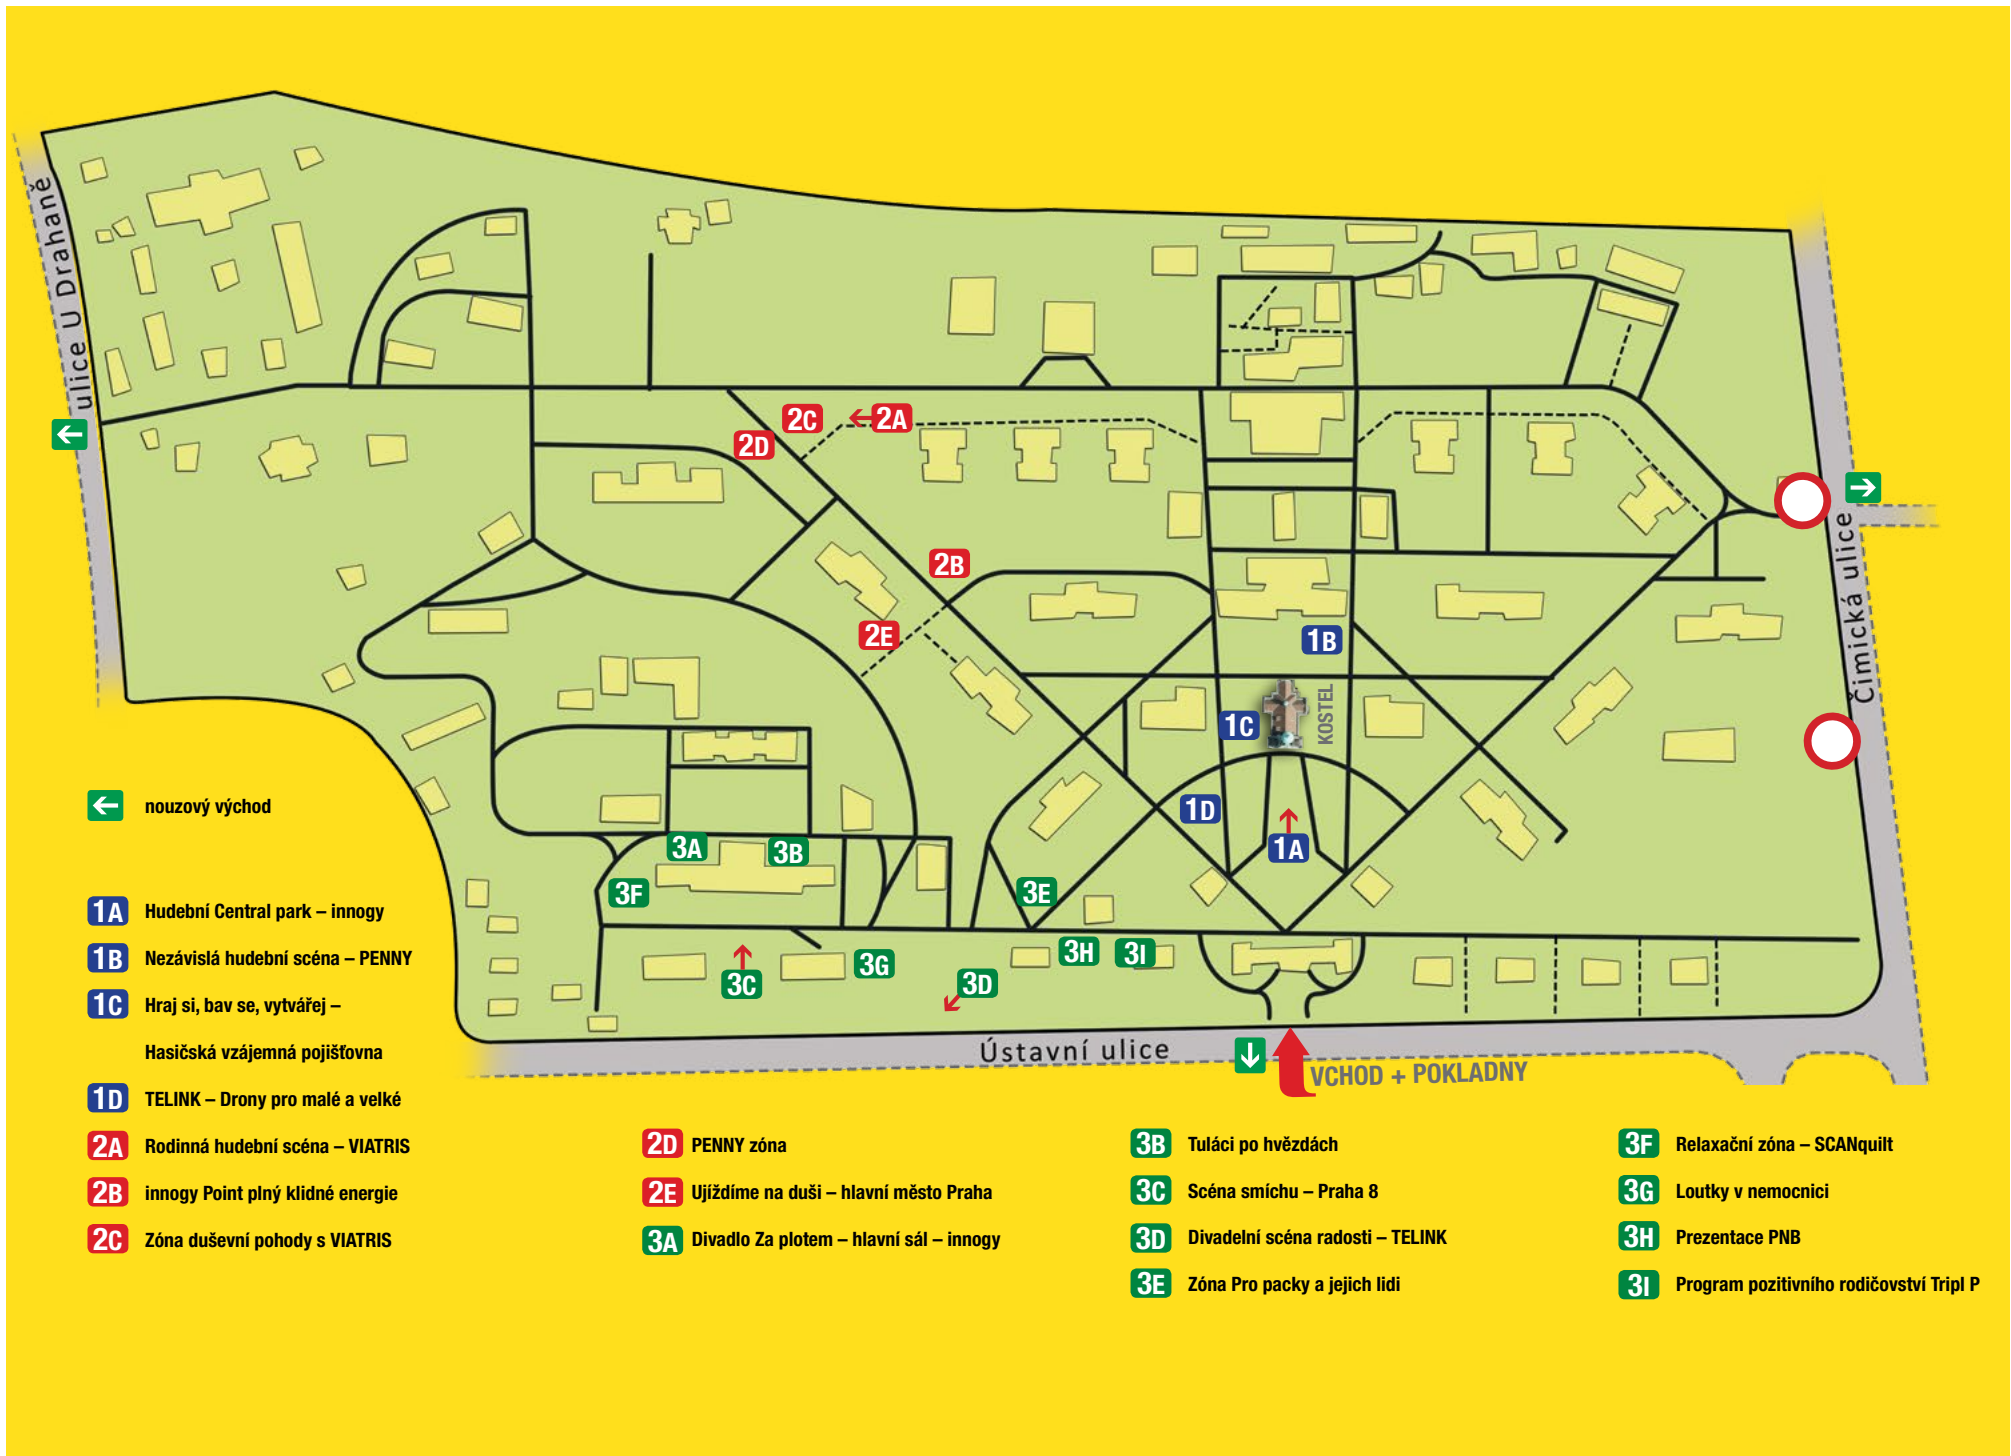 ulice U Drahaně
2C
2A
2D
2B
2E
1B
1C
KOSTEL
1D
1A
Čimická ulice
3A
3B
3F
3E
3C
3G
3D
3H
3I
Ústavní ulice
VCHOD + POKLADNY
nouzový východ
1A Hudební Central park – innogy
1B Nezávislá hudební scéna – PENNY
1C Hraj si, bav se, vytvářej –
Hasičská vzájemná pojišťovna
1D TELINK – Drony pro malé a velké
2A Rodinná hudební scéna – VIATRIS
2B innogy Point plný klidné energie
2C Zóna duševní pohody s VIATRIS
2D PENNY zóna
2E Ujíždíme na duši – hlavní město Praha
3A Divadlo Za plotem – hlavní sál – innogy
3B Tuláci po hvězdách
3C Scéna smíchu – Praha 8
3D Divadelní scéna radosti – TELINK
3E Zóna Pro packy a jejich lidi
3F Relaxační zóna – SCANquilt
3G Loutky v nemocnici
3H Prezentace PNB
3I Program pozitivního rodičovství Tripl P